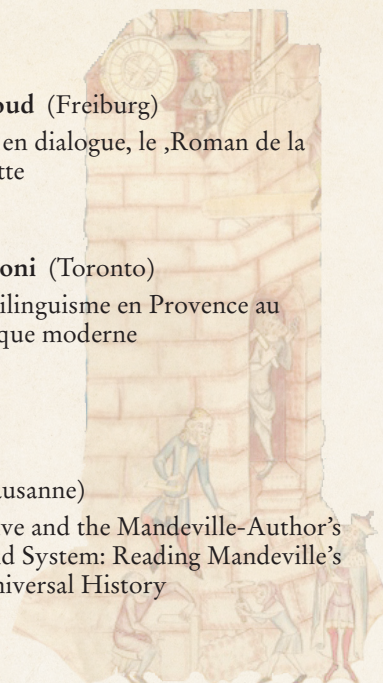 oud (Freiburg)
en dialogue, le ‚Roman de la
tte
oni (Toronto)
ilinguisme en Provence au
que moderne
ausanne)
ve and the Mandeville-Author’s
d System: Reading Mandeville’s
niversal History